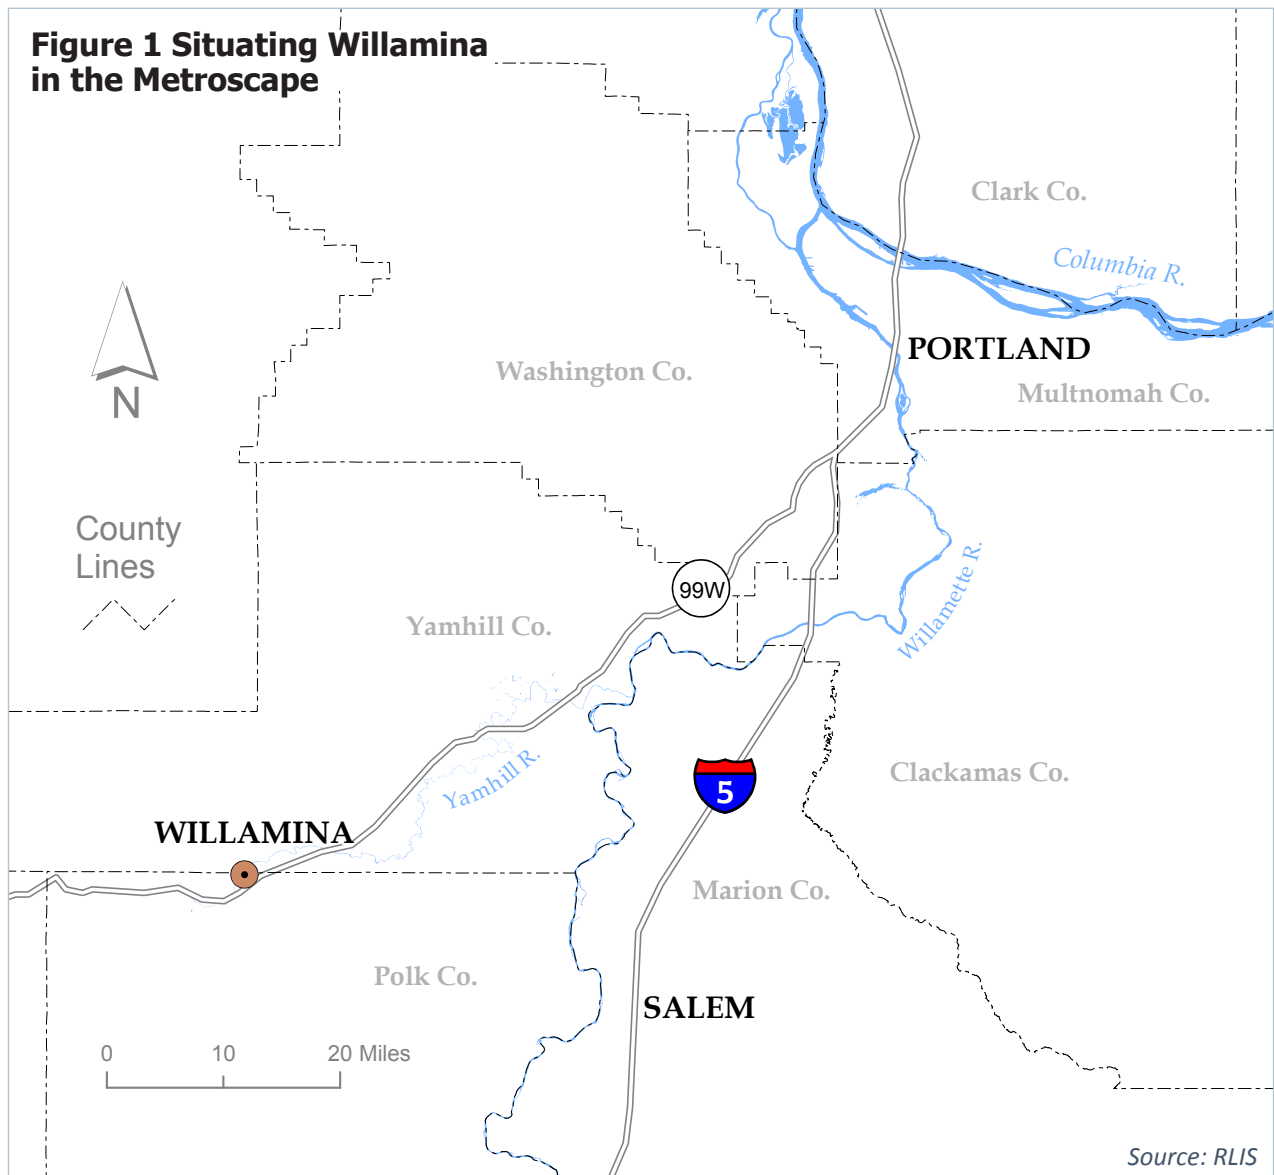 Figure 1 Situating Willamina
in the Metroscape
Clark Co.
Columbia R.
PORTLAND
Washington Co.
Multnomah Co.
N
County
Lines
99W
Willamette R.
Yamhill Co.
Yamhill R.
5
Clackamas Co.
WILLAMINA
Marion Co.
Polk Co.
SALEM
0 10 20 Miles
Source: RLIS